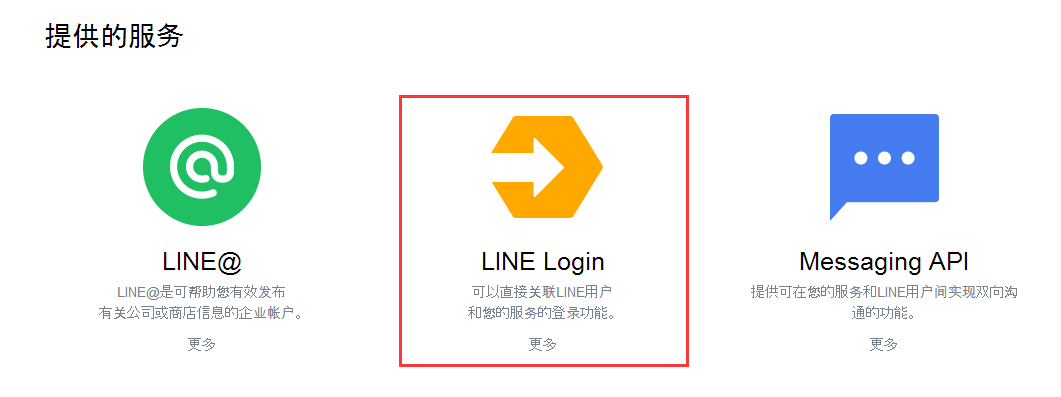 提供的服务
LINE@
LINE@是可帮助您有效发布
有关公司或商店信息的企业帐户。
更多
LINE Login
可以直接关联LINE用户
和您的服务的登录功能。
更多
Messaging API
提供可在您的服务和LINE用户间实现双向沟
通的功能。
更多